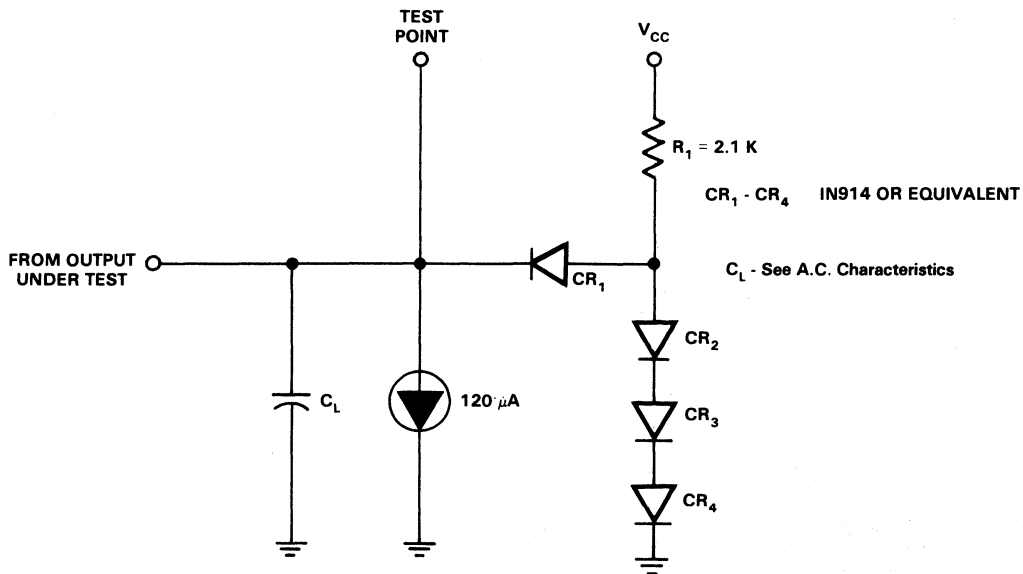 TEST
POINT
V_CC
R_1 = 2.1 K
CR_1 - CR_4 IN914 OR EQUIVALENT
FROM OUTPUT
UNDER TEST
CR_1
C_L - See A.C. Characteristics
CR_2
C_L
120 μA
CR_3
CR_4